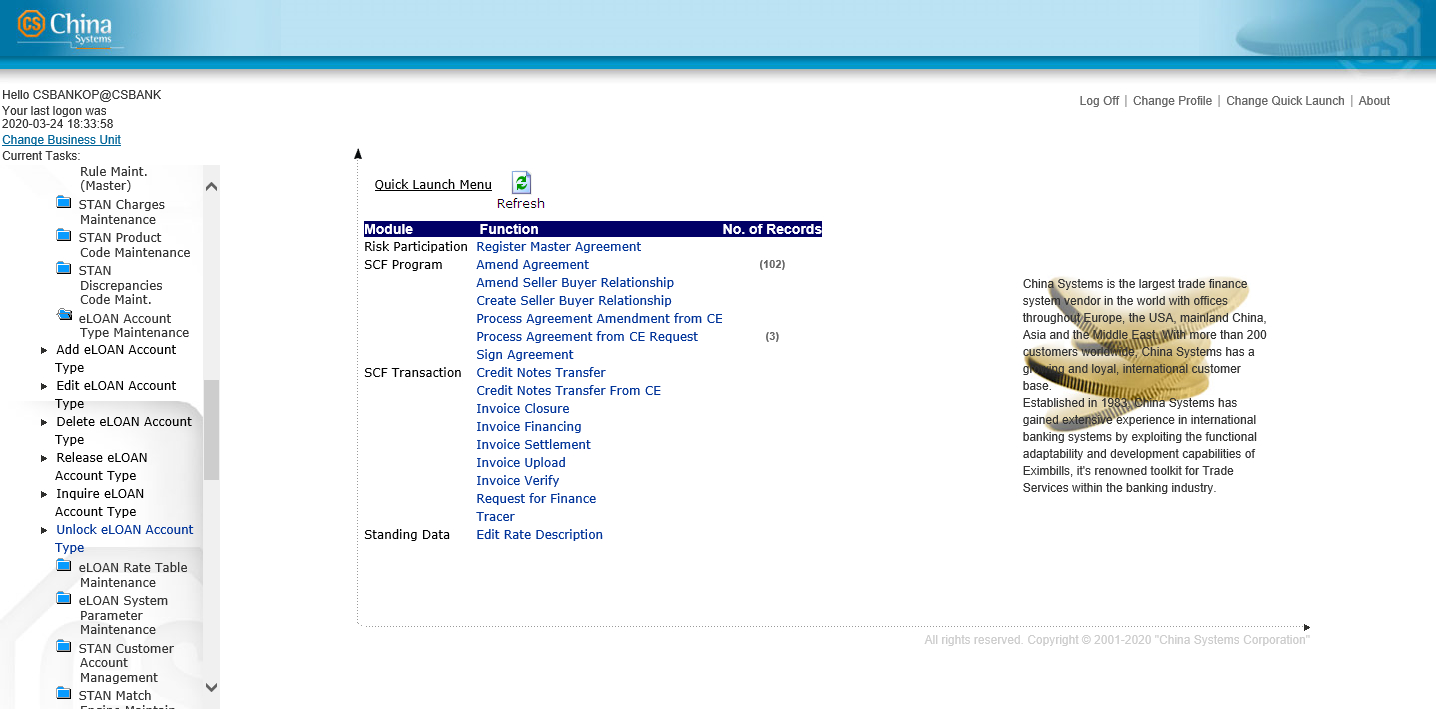 CS China
Systems
CS
Hello CSBANKOP@CSBANK
Your last logon was
2020-03-24 18:33:58
Change Business Unit
Current Tasks:
Log Off | Change Profile | Change Quick Launch | About
Rule Maint.
(Master)
STAN Charges
Maintenance
STAN Product
Code Maintenance
STAN
Discrepancies
Code Maint.
eLOAN Account
Type Maintenance
Add eLOAN Account
Type
Edit eLOAN Account
Type
Delete eLOAN Account
Type
Release eLOAN
Account Type
Inquire eLOAN
Account Type
Unlock eLOAN Account
Type
eLOAN Rate Table
Maintenance
eLOAN System
Parameter
Maintenance
STAN Customer
Account
Management
STAN Match
Engine Maintain
Quick Launch Menu
Refresh
Module Function No. of Records
Risk Participation Register Master Agreement
SCF Program Amend Agreement (102)
Amend Seller Buyer Relationship
Create Seller Buyer Relationship
Process Agreement Amendment from CE
Process Agreement from CE Request (3)
Sign Agreement
SCF Transaction Credit Notes Transfer
Credit Notes Transfer From CE
Invoice Closure
Invoice Financing
Invoice Settlement
Invoice Upload
Invoice Verify
Request for Finance
Tracer
Standing Data Edit Rate Description
China Systems is the largest trade finance
system vendor in the world with offices
throughout Europe, the USA, mainland China,
Asia and the Middle East. With more than 200
customers worldwide, China Systems has a
growing and loyal, international customer
base.
Established in 1983, China Systems has
gained extensive experience in international
banking systems by exploiting the functional
adaptability and development capabilities of
Eximbills, it's renowned toolkit for Trade
Services within the banking industry.
All rights reserved. Copyright © 2001-2020 "China Systems Corporation"